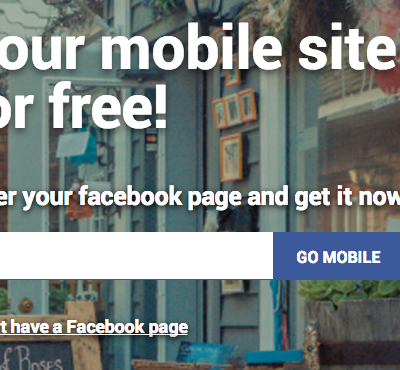 our mobile site
or free!
er your facebook page and get it now
GO MOBILE
t have a Facebook page
of Roses